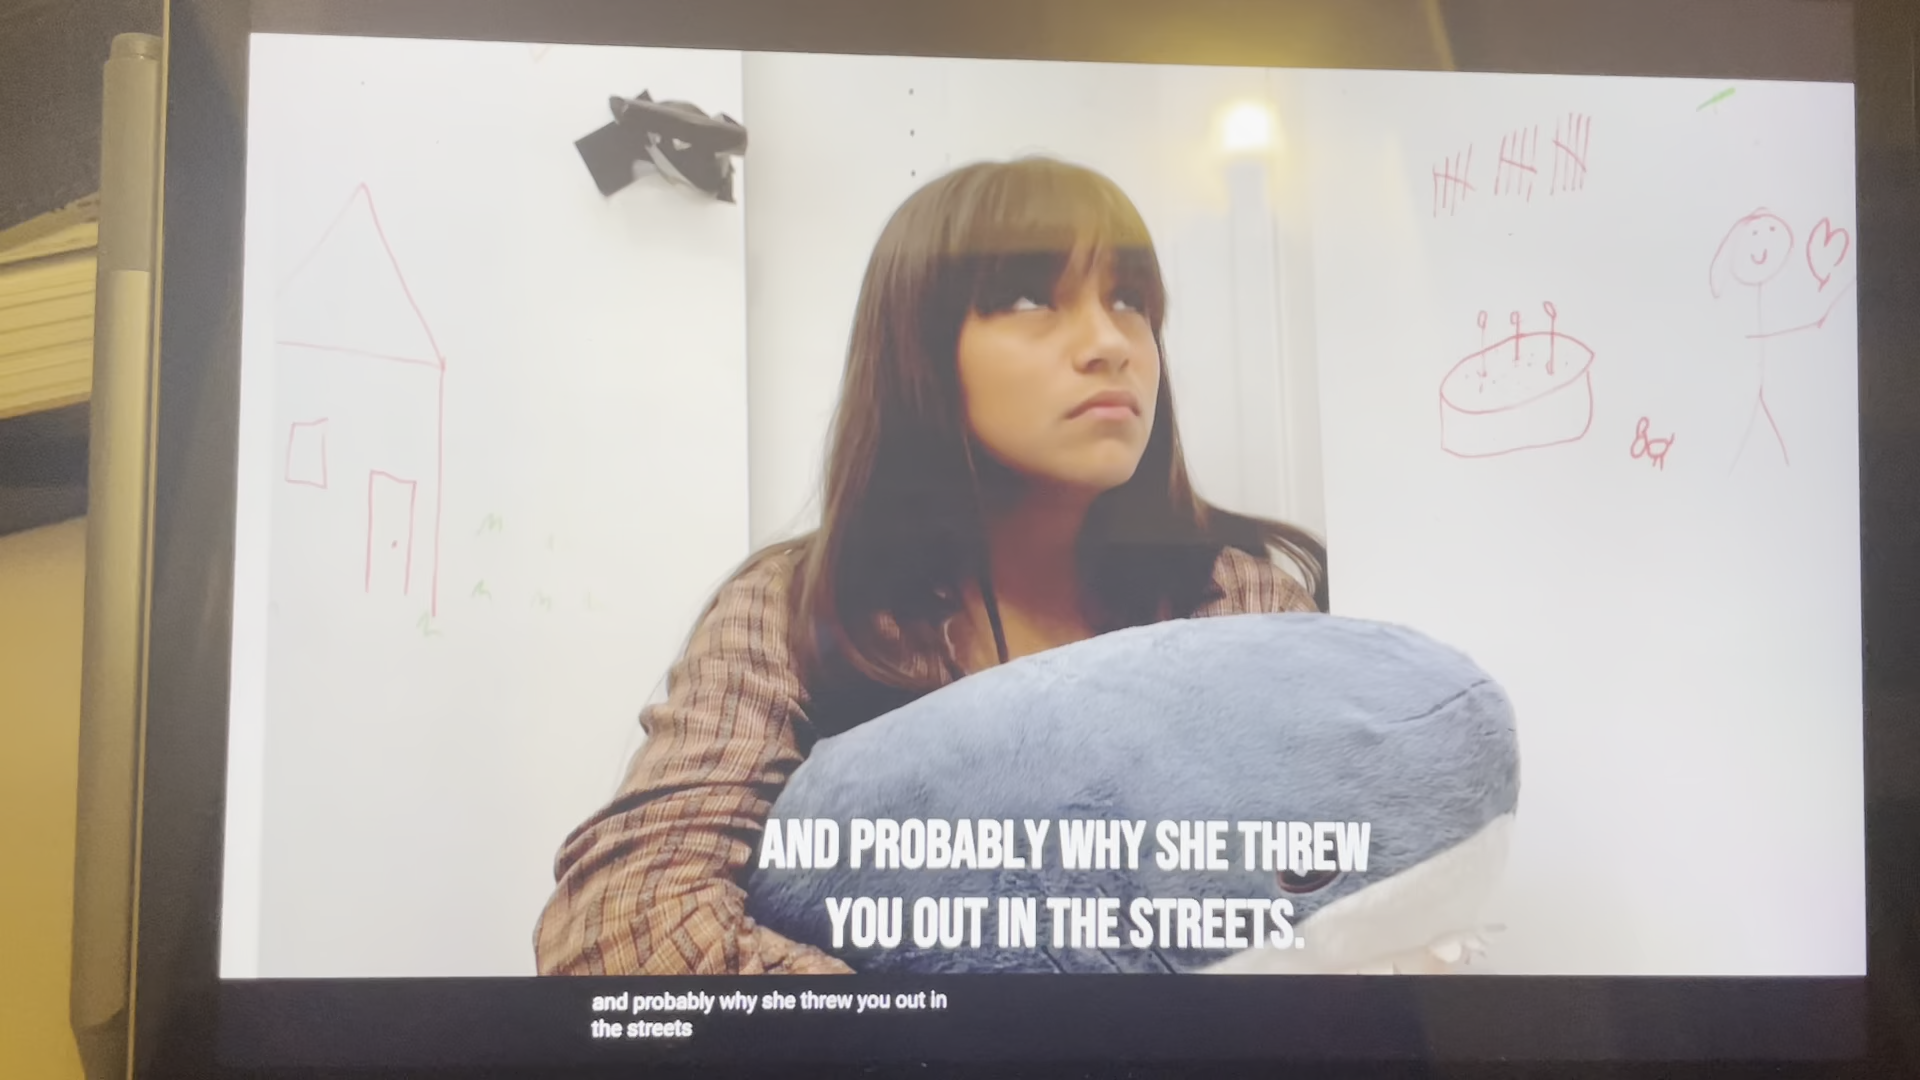 AND PROBABLY WHY SHE THREW
YOU OUT IN THE STREETS.
and probably why she threw you out in
the streets